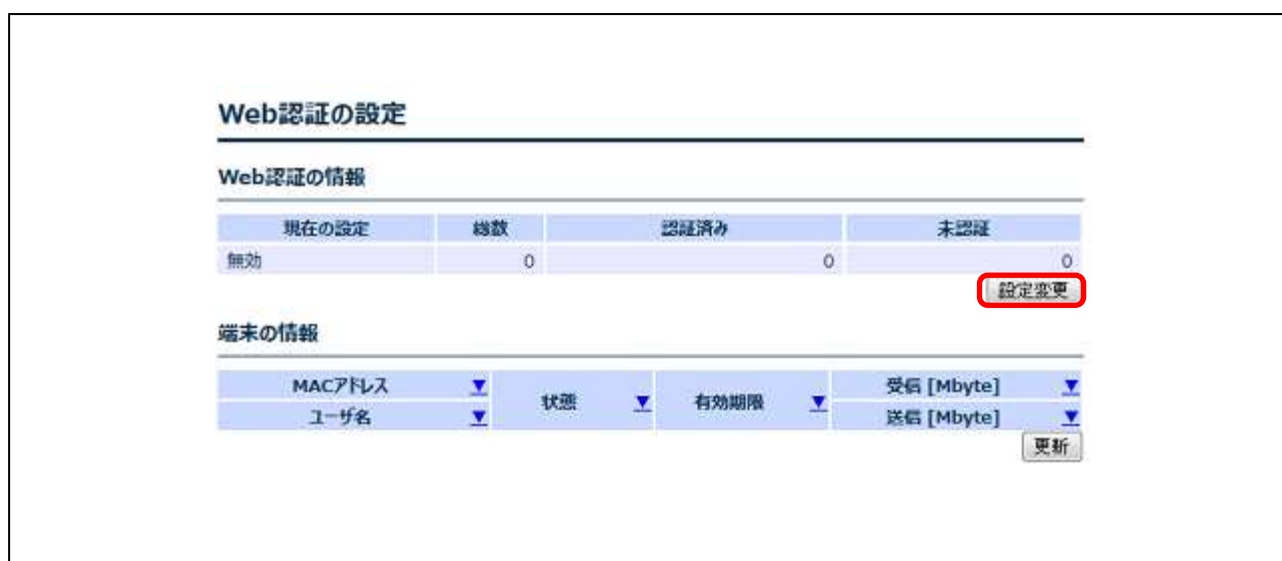 Web認証の設定
Web認証の情報
現在の設定 総数 認証済み 未認証
無効 0 0 0
設定変更
端末の情報
MACアドレス ▼ 状態 ▼ 有効期限 ▼ 受信 [Mbyte] ▼
ユーザ名 ▼ 送信 [Mbyte] ▼
更新